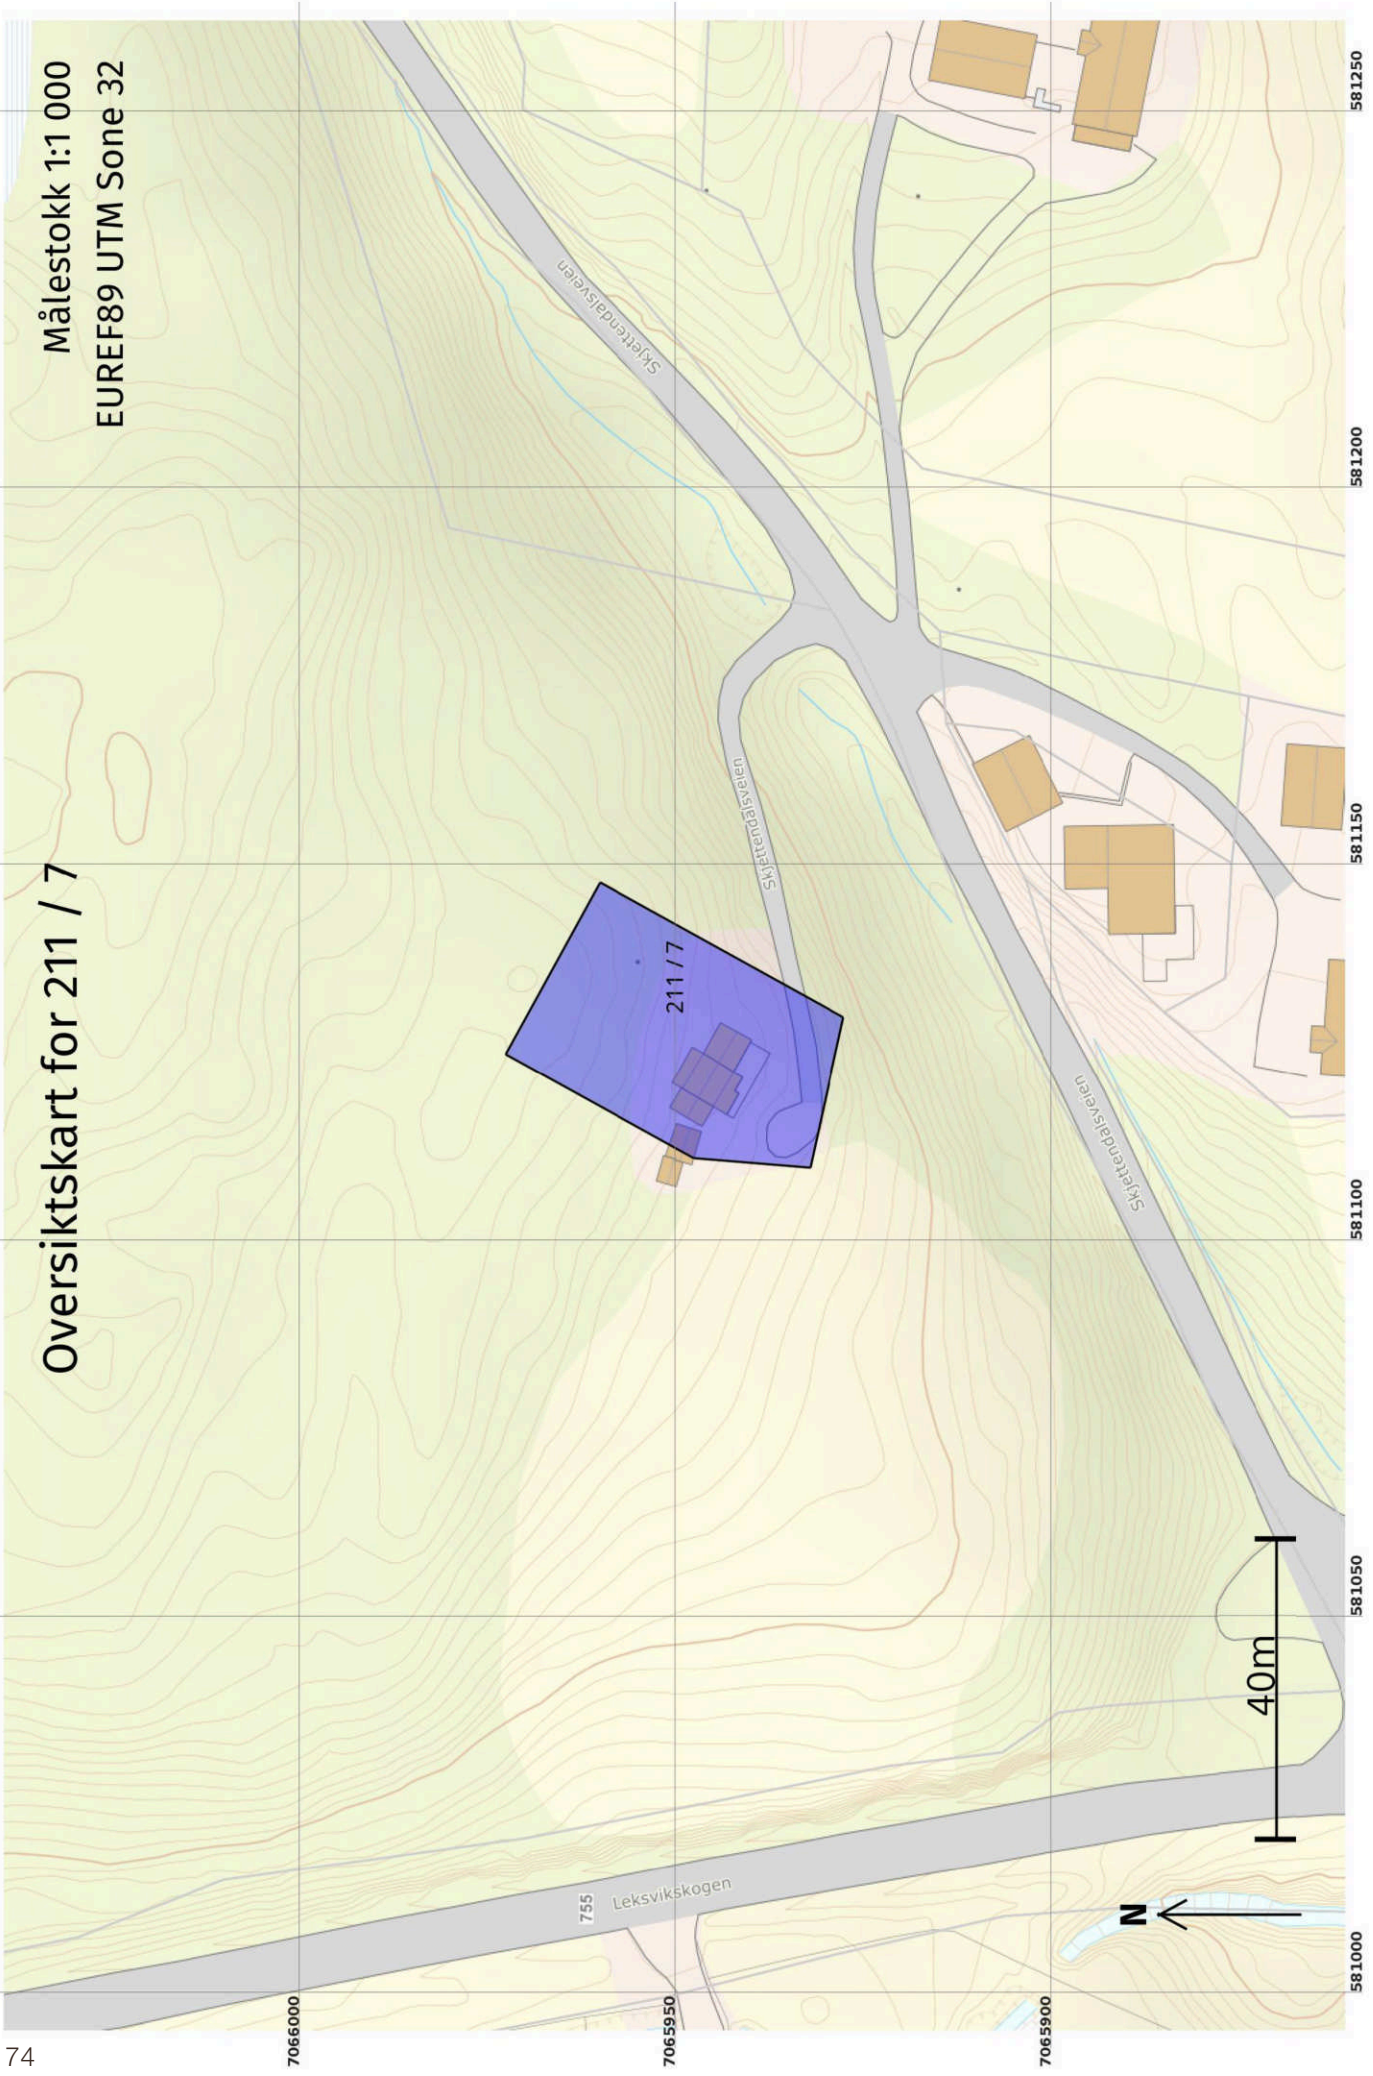 Oversiktskart for 211 / 7
Målestokk 1:1 000
EUREF89 UTM Sone 32
7066000
7065950
7065900
755
Leksvikskogen
211 / 7
Skjettendalsveien
Skjettendalsveien
Skjettendalsveien
N
40m
581000
581050
581100
581150
581200
581250
74